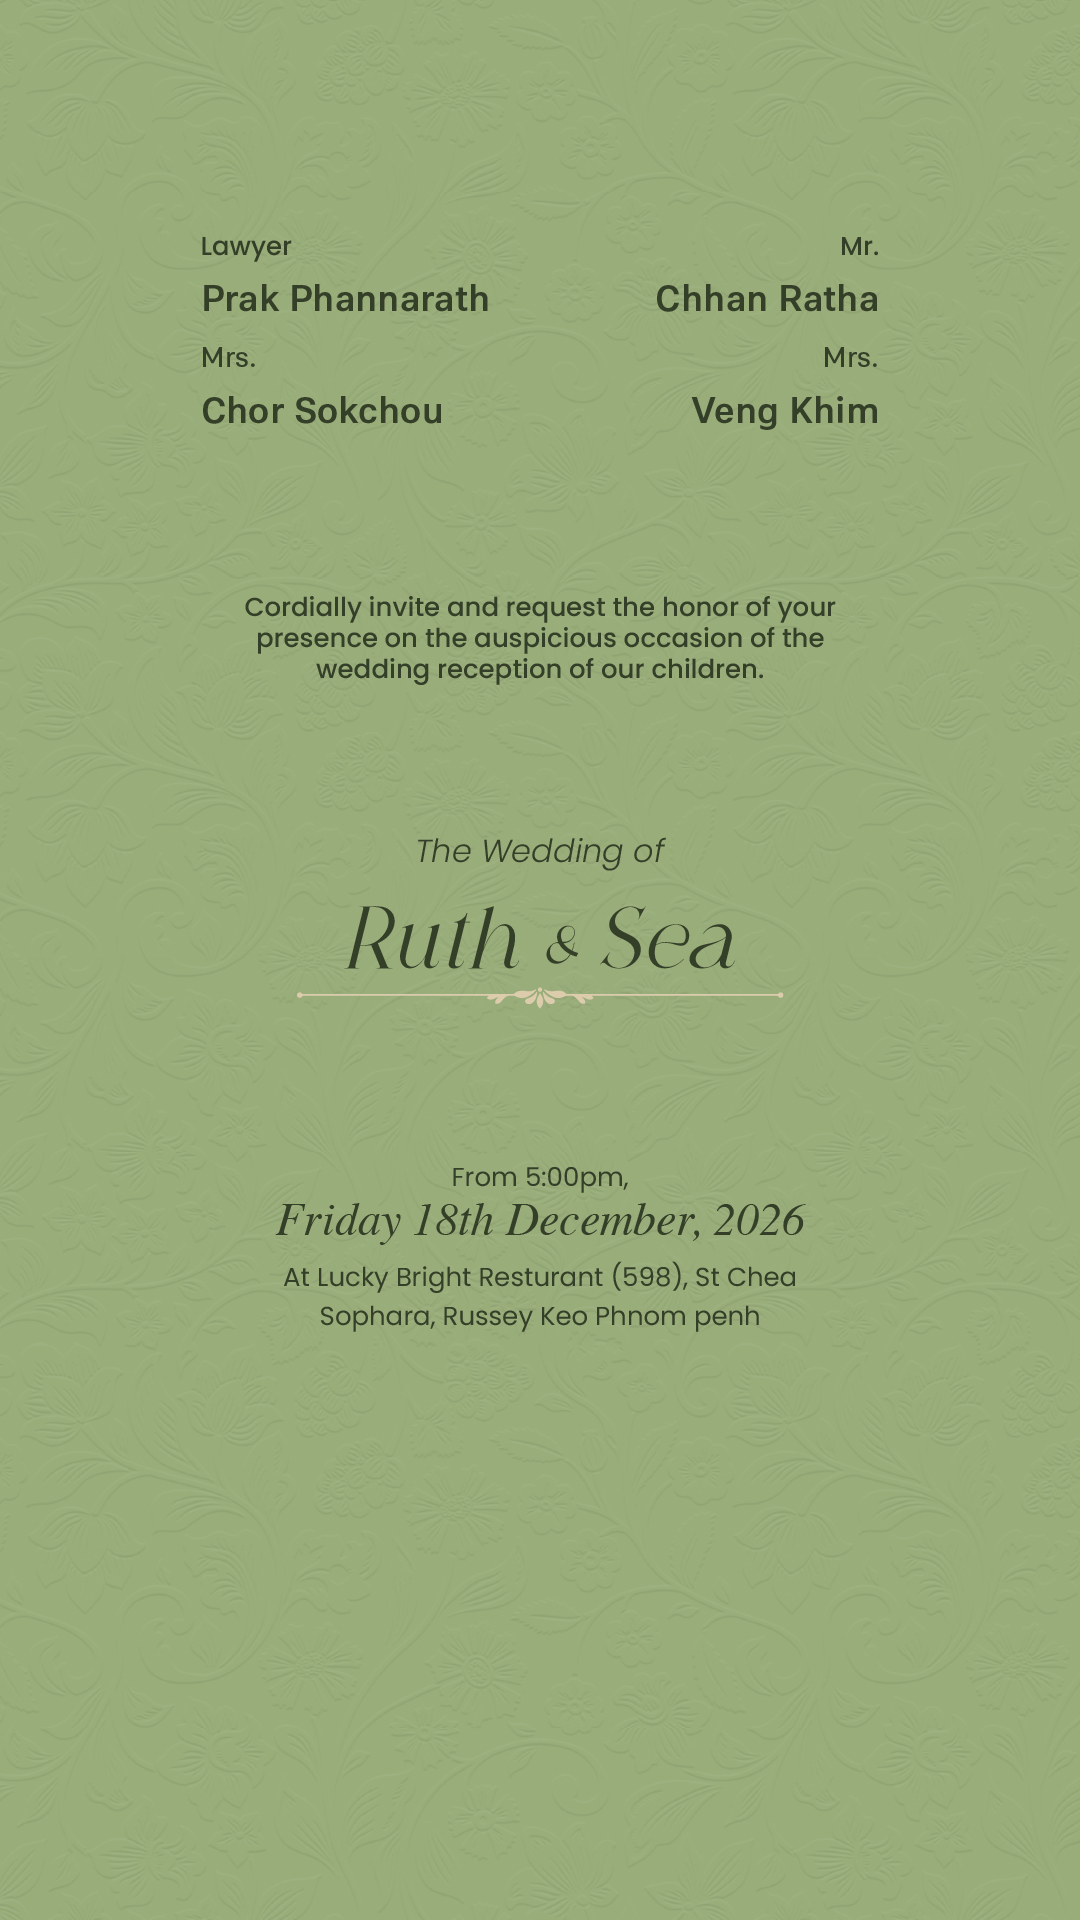 Lawyer
Prak Phannarath
Mrs.
Chor Sokchou
Mr.
Chhan Ratha
Mrs.
Veng Khim
Cordially invite and request the honor of your
presence on the auspicious occasion of the
wedding reception of our children.
The Wedding of
Ruth & Sea
From 5:00pm,
Friday 18th December, 2026
At Lucky Bright Resturant (598), St Chea
Sophara, Russey Keo Phnom penh